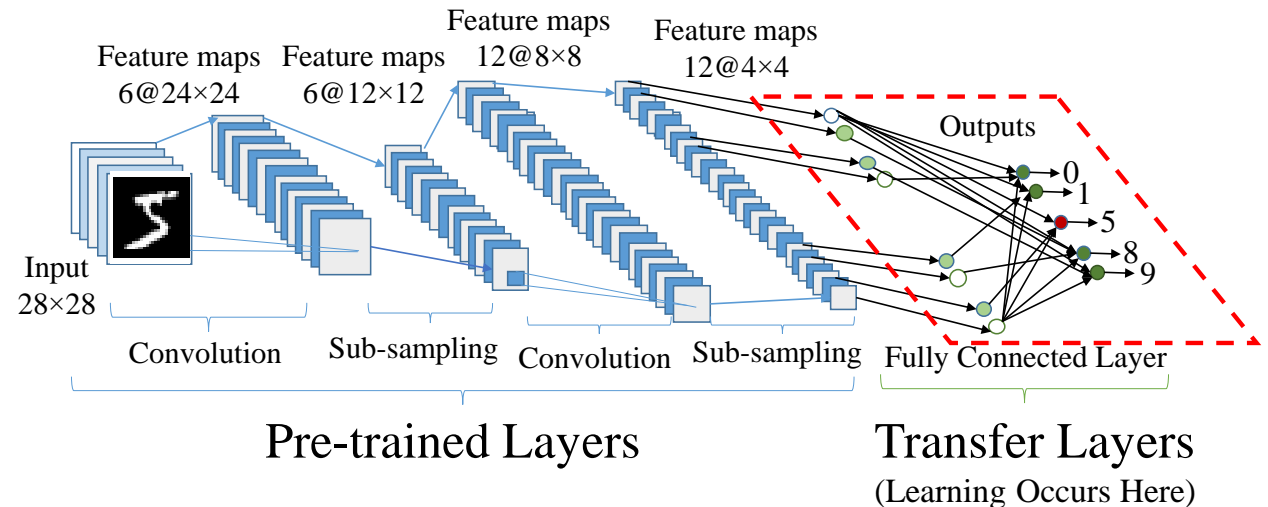 Feature maps
6@24×24
Feature maps
6@12×12
Feature maps
12@8×8
Feature maps
12@4×4
Outputs
0
1
5
8
9
Input
28×28
Convolution
Sub-sampling
Convolution
Sub-sampling
Fully Connected Layer
Pre-trained Layers
Transfer Layers
(Learning Occurs Here)